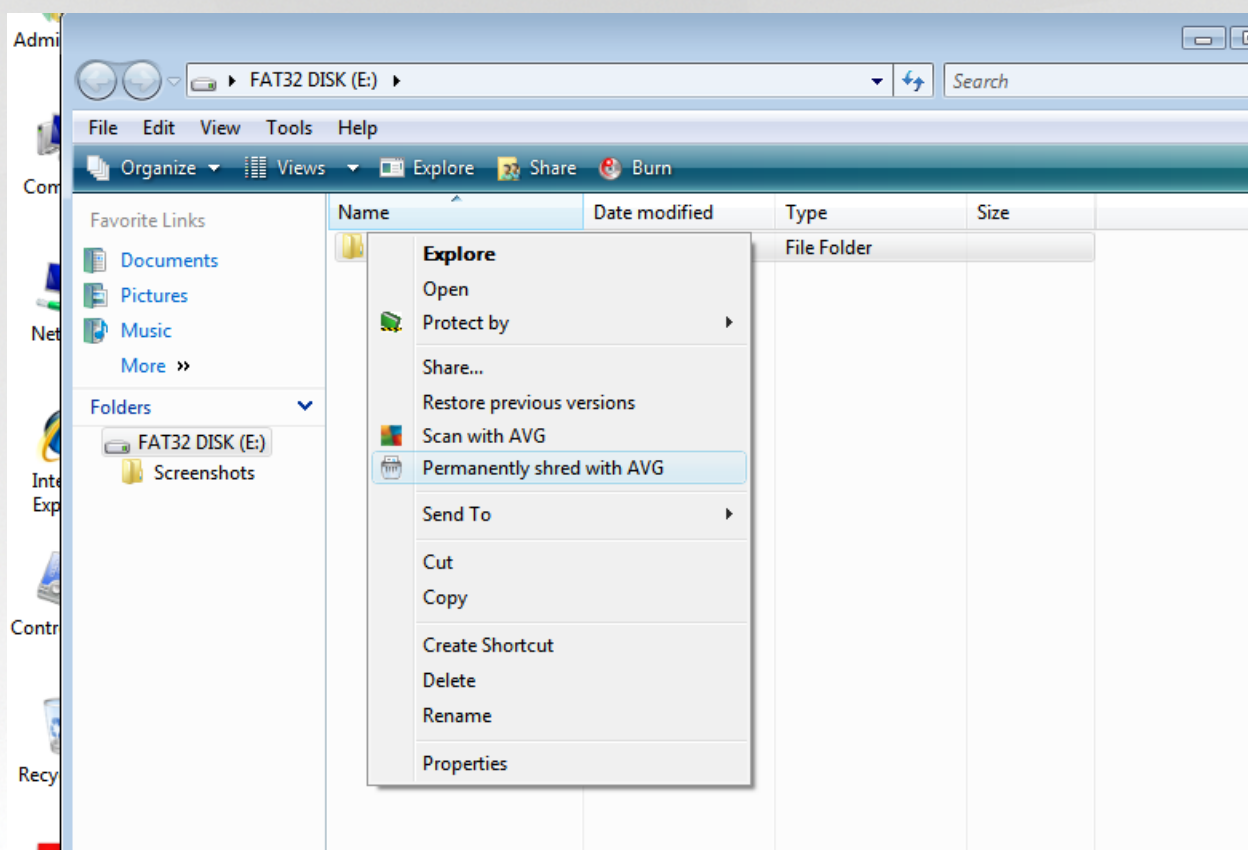 Admi
Com
Net
Inte
Exp
Contr
Recy
FAT32 DISK (E:)
Search
File Edit View Tools Help
Organize Views Explore Share Burn
Favorite Links
Documents
Pictures
Music
More »
Folders
FAT32 DISK (E:)
Screenshots
Name Date modified Type Size
File Folder
Explore
Open
Protect by
Share...
Restore previous versions
Scan with AVG
Permanently shred with AVG
Send To
Cut
Copy
Create Shortcut
Delete
Rename
Properties